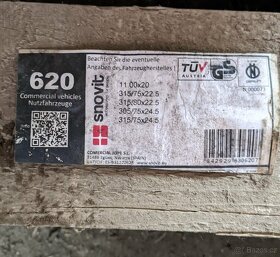 Beachten Sie die eventuelle
Angaben des Fahrzeugherstellers!
620
Commercial vehicles
Nutzfahrzeuge
snovit
11.00x20
315/75x22.5
315/80x22.5
305/75x24.5
315/75x24.5
TÜV
AUSTRIA
GS
COMERCIAL